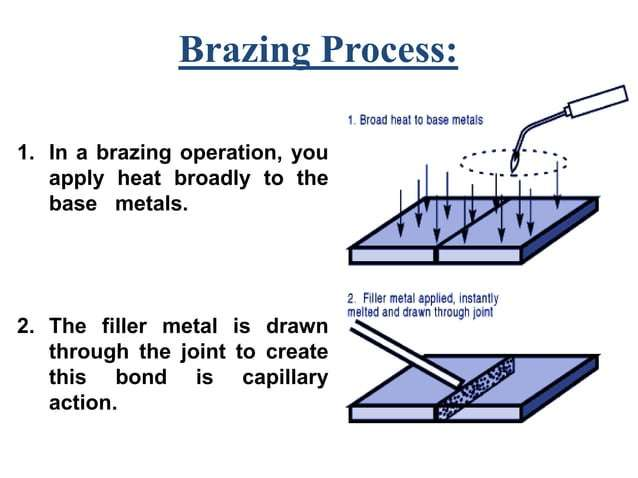 Brazing Process:
1. Broad heat to base metals
1. In a brazing operation, you
apply heat broadly to the
base metals.
2. Filler metal applied, instantly
melted and drawn through joint
2. The filler metal is drawn
through the joint to create
this bond is capillary
action.